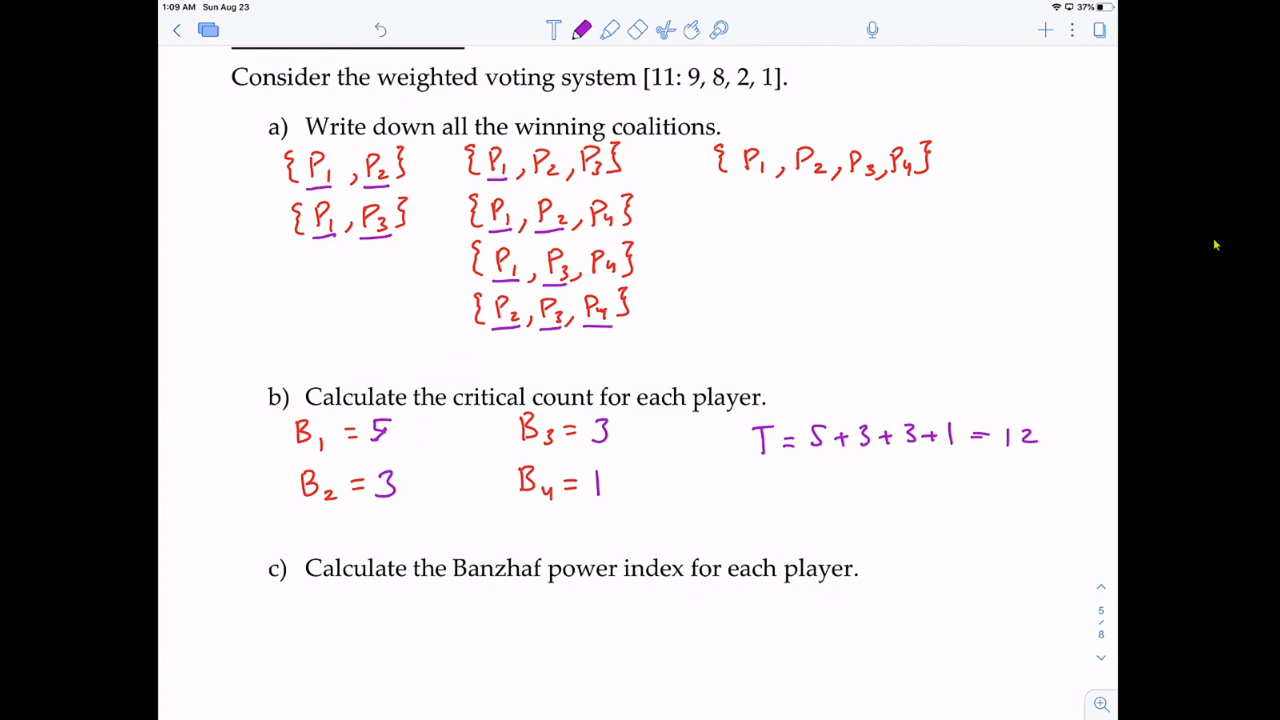 1:09 AM Sun Aug 23 37%
Consider the weighted voting system [11: 9, 8, 2, 1].
a) Write down all the winning coalitions.
{P₁, P₂} {P₁, P₂, P₃} {P₁, P₂, P₃, P₄}
{P₁, P₃} {P₁, P₂, P₄}
{P₁, P₃, P₄}
{P₂, P₃, P₄}
b) Calculate the critical count for each player.
B₁ = 5 B₃ = 3 T = 5+3+3+1 = 12
B₂ = 3 B₄ = 1
c) Calculate the Banzhaf power index for each player.
5
/
8